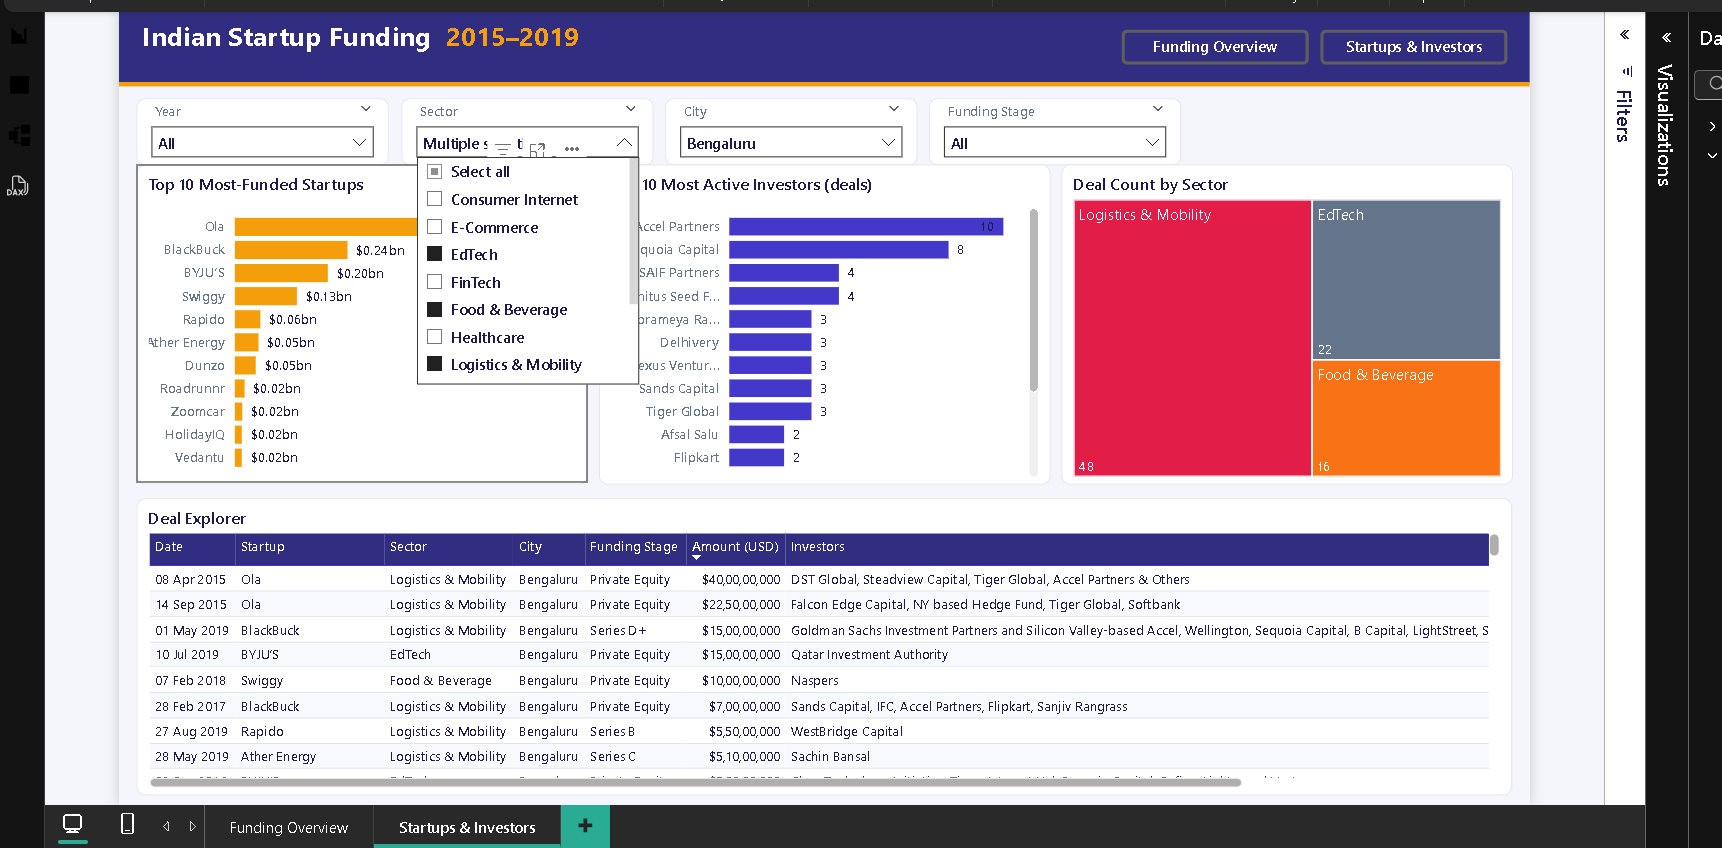 Indian Startup Funding 2015–2019
Funding Overview
Startups & Investors
Year
All
Sector
Multiple
City
Bengaluru
Funding Stage
All
Select all
Consumer Internet
E-Commerce
EdTech
FinTech
Food & Beverage
Healthcare
Logistics & Mobility
Top 10 Most-Funded Startups
Ola
BlackBuck $0.24bn
BYJU'S $0.20bn
Swiggy $0.13bn
Rapido $0.06bn
Ather Energy $0.05bn
Dunzo $0.05bn
Roadrunnr $0.02bn
Zoomcar $0.02bn
HolidayIQ $0.02bn
Vedantu $0.02bn
10 Most Active Investors (deals)
Accel Partners 10
quoia Capital 8
SAIF Partners 4
nitus Seed F... 4
orameya Ra... 3
Delhivery 3
exus Ventur... 3
Sands Capital 3
Tiger Global 3
Afsal Salu 2
Flipkart 2
Deal Count by Sector
Logistics & Mobility
48
EdTech
22
Food & Beverage
16
Deal Explorer
Date Startup Sector City Funding Stage Amount (USD) Investors
08 Apr 2015 Ola Logistics & Mobility Bengaluru Private Equity $40,00,00,000 DST Global, Steadview Capital, Tiger Global, Accel Partners & Others
14 Sep 2015 Ola Logistics & Mobility Bengaluru Private Equity $22,50,00,000 Falcon Edge Capital, NY based Hedge Fund, Tiger Global, Softbank
01 May 2019 BlackBuck Logistics & Mobility Bengaluru Series D+ $15,00,00,000 Goldman Sachs Investment Partners and Silicon Valley-based Accel, Wellington, Sequoia Capital, B Capital, LightStreet, S
10 Jul 2019 BYJU'S EdTech Bengaluru Private Equity $15,00,00,000 Qatar Investment Authority
07 Feb 2018 Swiggy Food & Beverage Bengaluru Private Equity $10,00,00,000 Naspers
28 Feb 2017 BlackBuck Logistics & Mobility Bengaluru Private Equity $7,00,00,000 Sands Capital, IFC, Accel Partners, Flipkart, Sanjiv Rangrass
27 Aug 2019 Rapido Logistics & Mobility Bengaluru Series B $5,50,00,000 WestBridge Capital
28 May 2019 Ather Energy Logistics & Mobility Bengaluru Series C $5,10,00,000 Sachin Bansal
Filters
Visualizations
Da
DAX
Funding Overview
Startups & Investors